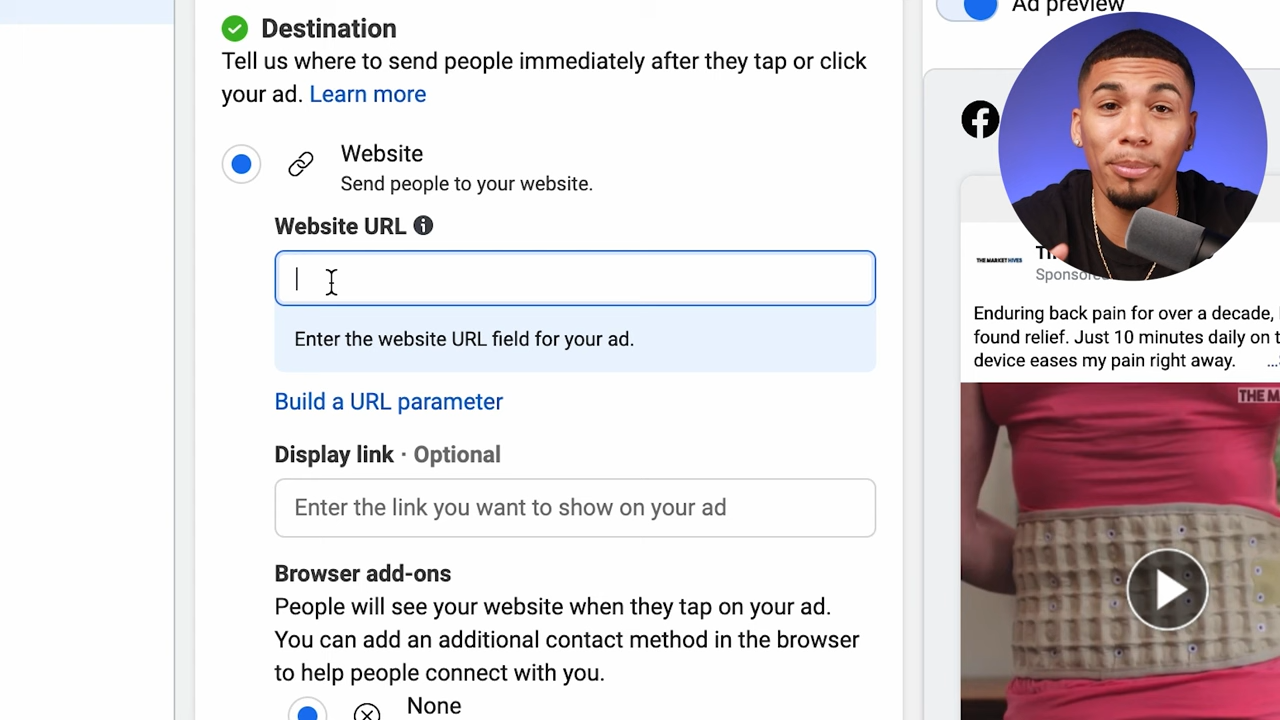 Destination
Tell us where to send people immediately after they tap or click
your ad. Learn more
Website
Send people to your website.
Website URL
Enter the website URL field for your ad.
Build a URL parameter
Display link · Optional
Enter the link you want to show on your ad
Browser add-ons
People will see your website when they tap on your ad.
You can add an additional contact method in the browser
to help people connect with you.
None
Ad preview
THE MARKET HIVES
Enduring back pain for over a decade,
found relief. Just 10 minutes daily on
device eases my pain right away. ...
THE M